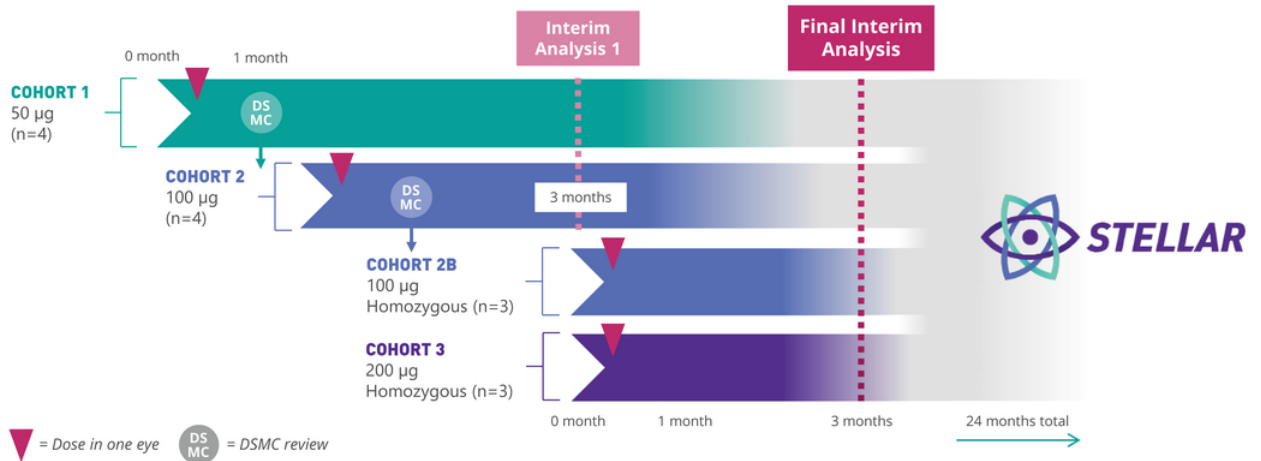 Interim
Analysis 1
Final Interim
Analysis
0 month
1 month
COHORT 1
50 µg
(n=4)
DS
MC
COHORT 2
100 µg
(n=4)
DS
MC
3 months
STELLAR
COHORT 2B
100 µg
Homozygous (n=3)
COHORT 3
200 µg
Homozygous (n=3)
0 month
1 month
3 months
24 months total
= Dose in one eye
DS
MC
= DSMC review